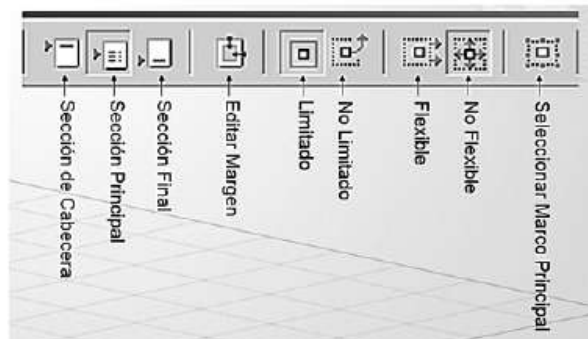 Seleccionar Marco Principal
No Flexible
Flexible
No Limitado
Limitado
Editar Margen
Sección Final
Sección Principal
Sección de Cabecera